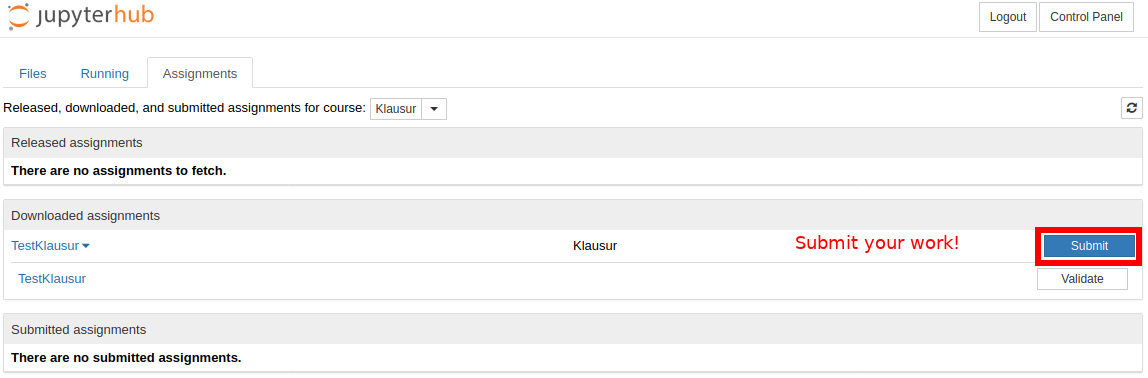 jupyterhub
Logout
Control Panel
Files
Running
Assignments
Released, downloaded, and submitted assignments for course:
Klausur
Released assignments
There are no assignments to fetch.
Downloaded assignments
TestKlausur
Klausur
Submit your work!
Submit
TestKlausur
Validate
Submitted assignments
There are no submitted assignments.